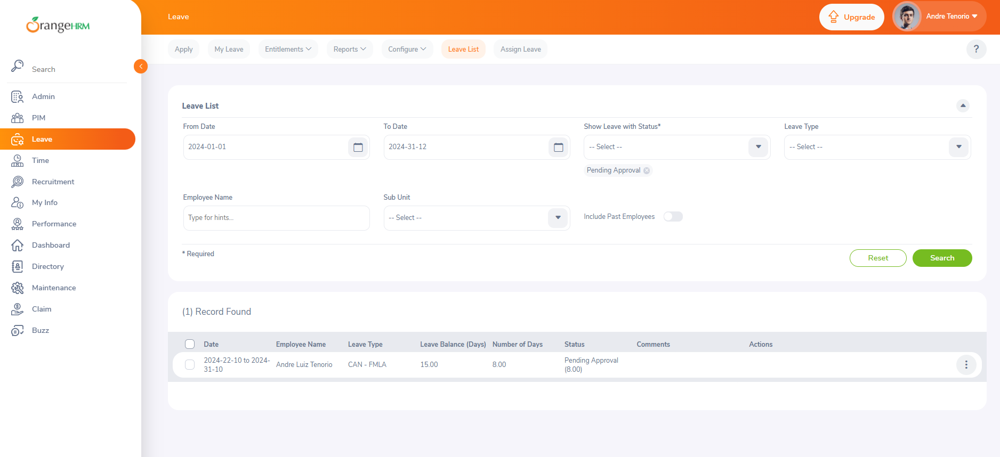 OrangeHRM
Leave
Upgrade
Andre Tenorio
Apply
My Leave
Entitlements
Reports
Configure
Leave List
Assign Leave
?
Search
Admin
PIM
Leave
Time
Recruitment
My Info
Performance
Dashboard
Directory
Maintenance
Claim
Buzz
Leave List
From Date
To Date
Show Leave with Status*
Leave Type
2024-01-01
2024-31-12
-- Select --
-- Select --
Pending Approval
Employee Name
Sub Unit
Type for hints...
-- Select --
Include Past Employees
* Required
Reset
Search
(1) Record Found
Date
Employee Name
Leave Type
Leave Balance (Days)
Number of Days
Status
Comments
Actions
2024-22-10 to 2024-
31-10
Andre Luiz Tenorio
CAN - FMLA
15.00
8.00
Pending Approval
(8.00)